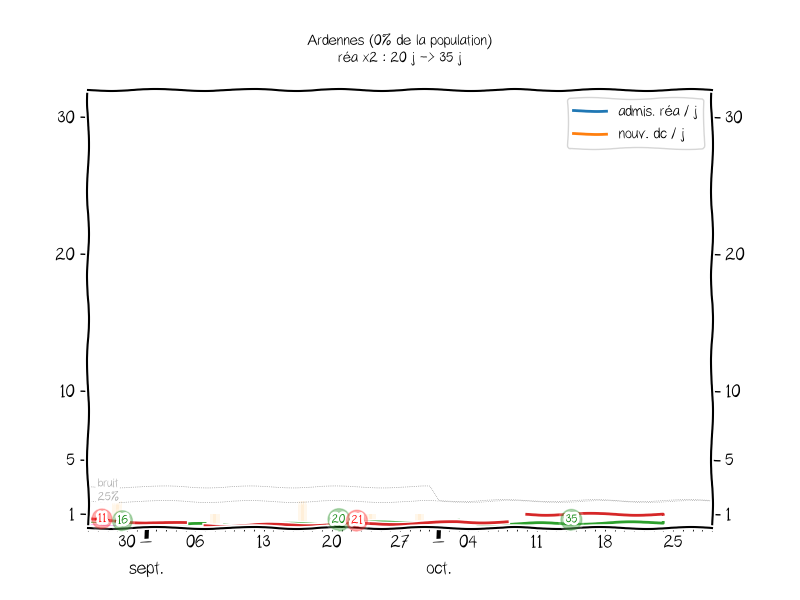 Ardennes (0% de la population)
réa x2 : 20 j -> 35 j
admis. réa / j
nouv. dc / j
30 30
20 20
10 10
5 5
bruit
25%
1 1
11 16 20 21 35
30 06 13 20 27 04 11 18 25
sept. oct.